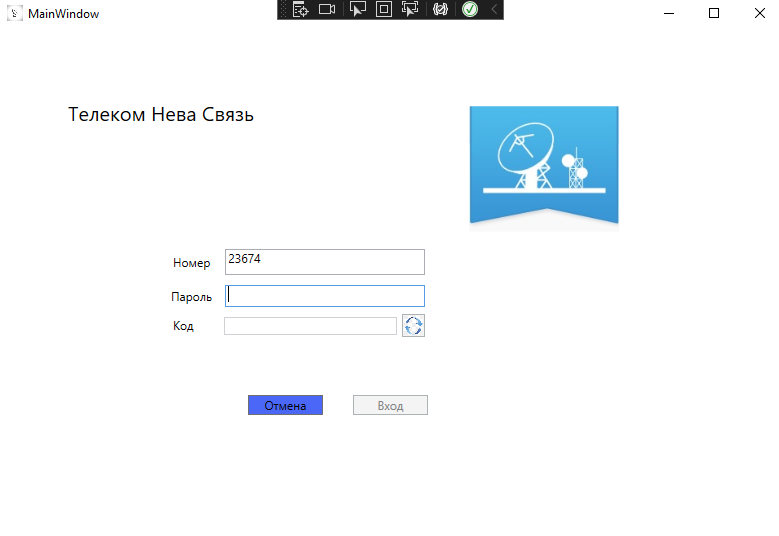 MainWindow
Телеком Нева Связь
Номер
23674
Пароль
Код
Отмена
Вход